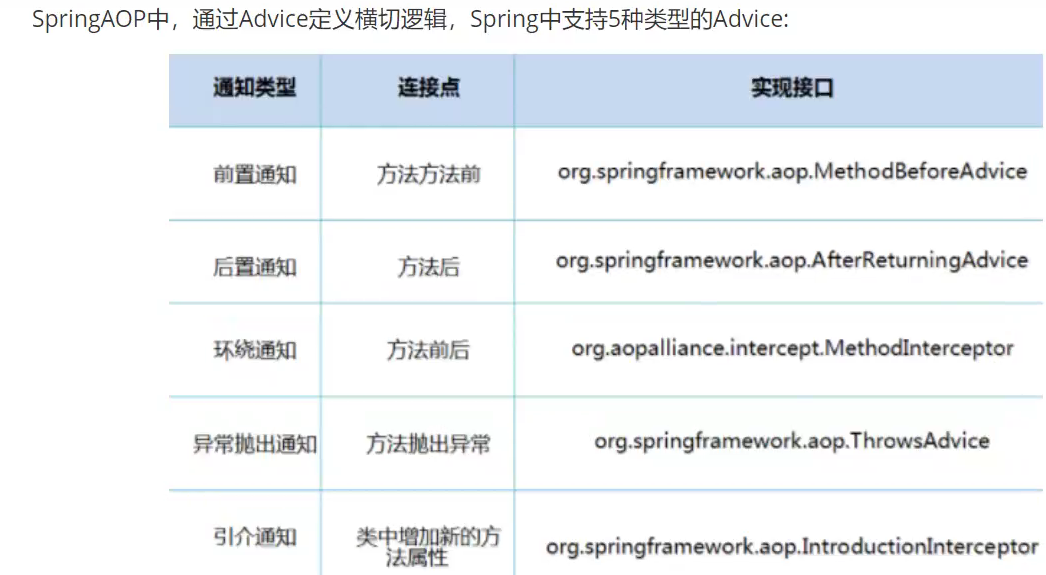 SpringAOP中，通过Advice定义横切逻辑，Spring中支持5种类型的Advice:
通知类型 连接点 实现接口
前置通知 方法方法前 org.springframework.aop.MethodBeforeAdvice
后置通知 方法后 org.springframework.aop.AfterReturningAdvice
环绕通知 方法前后 org.aopalliance.intercept.MethodInterceptor
异常抛出通知 方法抛出异常 org.springframework.aop.ThrowsAdvice
引介通知 类中增加新的方
法属性 org.springframework.aop.IntroductionInterceptor